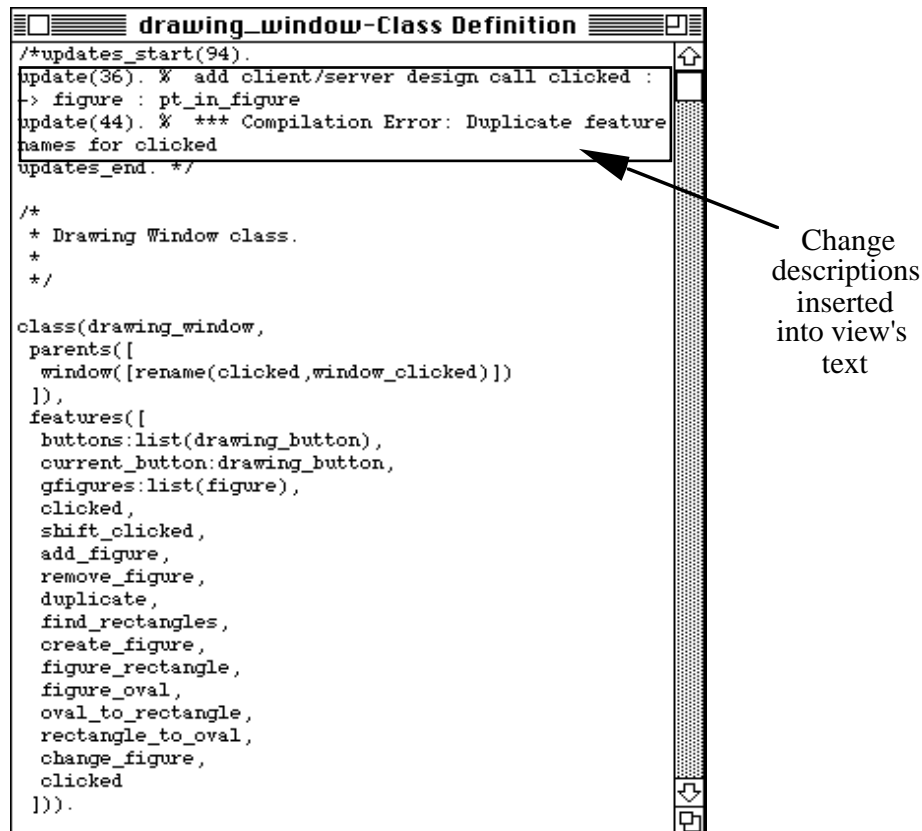 drawing_window-Class Definition
/*updates_start(94).
update(36). %  add client/server design call clicked :
-> figure : pt_in_figure
update(44). %  *** Compilation Error: Duplicate feature
names for clicked
updates_end. */
/*
 * Drawing Window class.
 *
 */
class(drawing_window,
 parents([
  window([rename(clicked,window_clicked)])
 ]),
 features([
  buttons:list(drawing_button),
  current_button:drawing_button,
  gfigures:list(figure),
  clicked,
  shift_clicked,
  add_figure,
  remove_figure,
  duplicate,
  find_rectangles,
  create_figure,
  figure_rectangle,
  figure_oval,
  oval_to_rectangle,
  rectangle_to_oval,
  change_figure,
  clicked
 ])).
Change
descriptions
inserted
into view's
text